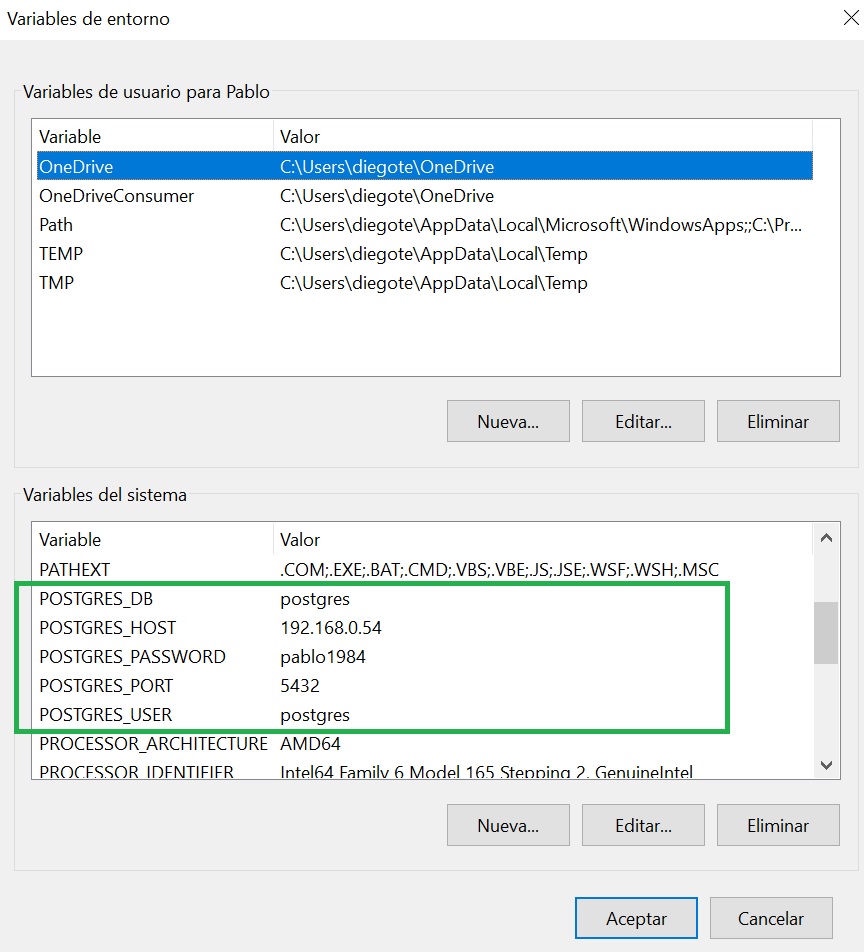 Variables de entorno
Variables de usuario para Pablo
Variable Valor
OneDrive C:\Users\diegote\OneDrive
OneDriveConsumer C:\Users\diegote\OneDrive
Path C:\Users\diegote\AppData\Local\Microsoft\WindowsApps;;C:\Pr...
TEMP C:\Users\diegote\AppData\Local\Temp
TMP C:\Users\diegote\AppData\Local\Temp
Nueva... Editar... Eliminar
Variables del sistema
Variable Valor
PATHEXT .COM;.EXE;.BAT;.CMD;.VBS;.VBE;.JS;.JSE;.WSF;.WSH;.MSC
POSTGRES_DB postgres
POSTGRES_HOST 192.168.0.54
POSTGRES_PASSWORD pablo1984
POSTGRES_PORT 5432
POSTGRES_USER postgres
PROCESSOR_ARCHITECTURE AMD64
PROCESSOR_IDENTIFIER Intel64 Family 6 Model 165 Stepping 2, GenuineIntel
Nueva... Editar... Eliminar
Aceptar Cancelar